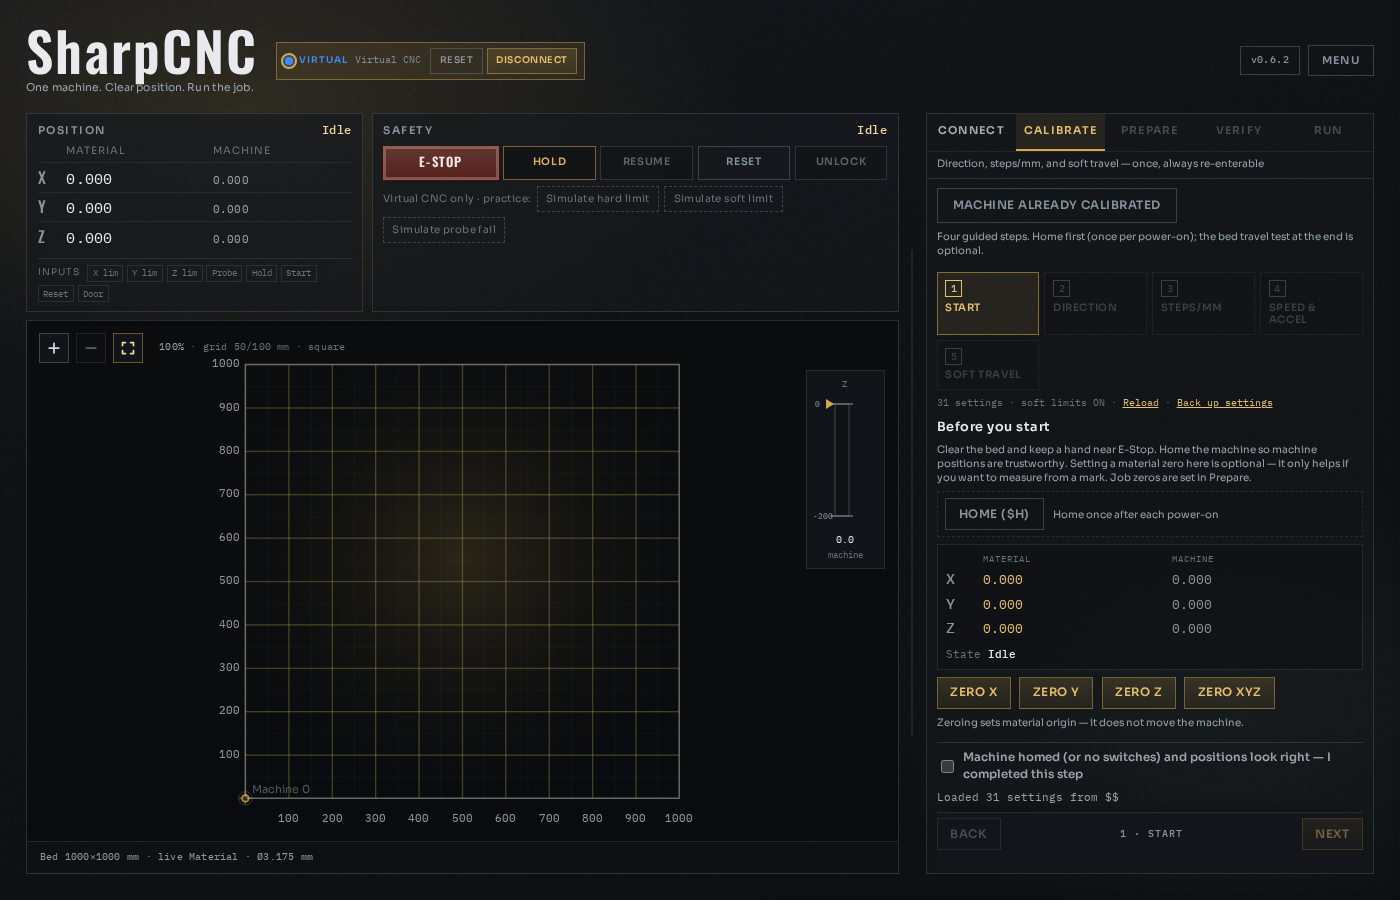 SharpCNC
One machine. Clear position. Run the job.
VIRTUAL Virtual CNC RESET DISCONNECT
v0.6.2 MENU
POSITION Idle
MATERIAL MACHINE
X 0.000 0.000
Y 0.000 0.000
Z 0.000 0.000
INPUTS X lim Y lim Z lim Probe Hold Start
Reset Door
SAFETY Idle
E-STOP HOLD RESUME RESET UNLOCK
Virtual CNC only · practice: Simulate hard limit Simulate soft limit
Simulate probe fail
+ − 100% · grid 50/100 mm · square
1000
900
800
700
600
500
400
300
200
100
Machine 0
100 200 300 400 500 600 700 800 900 1000
Z
0
-200
0.0
machine
Bed 1000×1000 mm · live Material · Ø3.175 mm
CONNECT CALIBRATE PREPARE VERIFY RUN
Direction, steps/mm, and soft travel — once, always re-enterable
MACHINE ALREADY CALIBRATED
Four guided steps. Home first (once per power-on); the bed travel test at the end is
optional.
1 START
2 DIRECTION
3 STEPS/MM
4 SPEED &
ACCEL
5 SOFT TRAVEL
31 settings · soft limits ON · Reload · Back up settings
Before you start
Clear the bed and keep a hand near E-Stop. Home the machine so machine
positions are trustworthy. Setting a material zero here is optional — it only helps if
you want to measure from a mark. Job zeros are set in Prepare.
HOME ($H) Home once after each power-on
MATERIAL MACHINE
X 0.000 0.000
Y 0.000 0.000
Z 0.000 0.000
State Idle
ZERO X ZERO Y ZERO Z ZERO XYZ
Zeroing sets material origin — it does not move the machine.
Machine homed (or no switches) and positions look right — I
completed this step
Loaded 31 settings from $$
BACK 1 · START NEXT